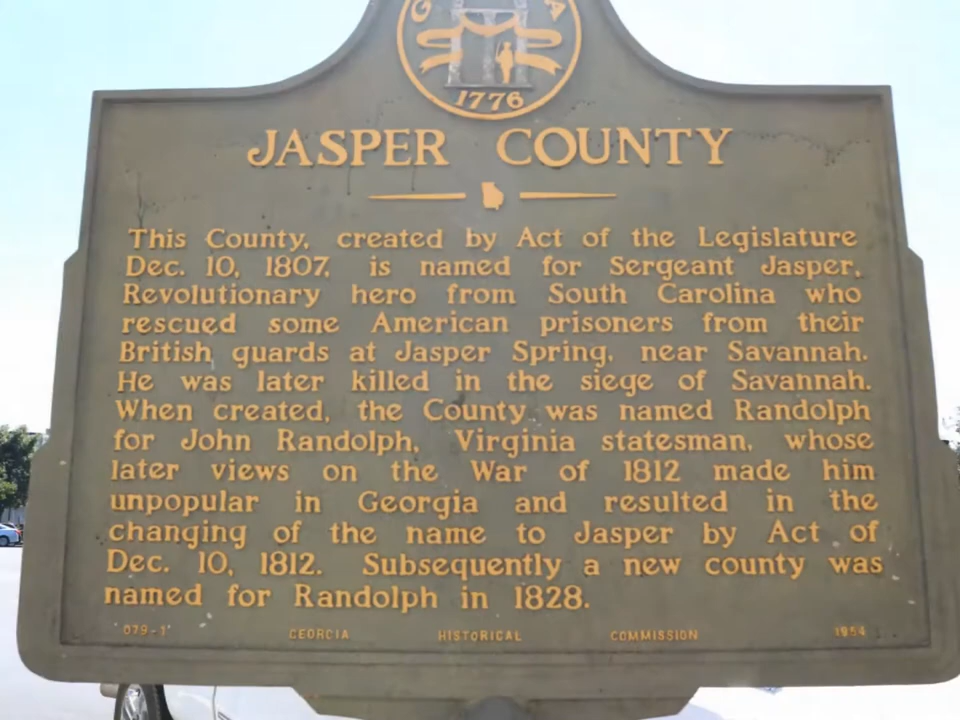 1776
JASPER COUNTY
This County, created by Act of the Legislature
Dec. 10, 1807, is named for Sergeant Jasper,
Revolutionary hero from South Carolina who
rescued some American prisoners from their
British guards at Jasper Spring, near Savannah.
He was later killed in the siege of Savannah.
When created, the County was named Randolph
for John Randolph, Virginia statesman, whose
later views on the War of 1812 made him
unpopular in Georgia and resulted in the
changing of the name to Jasper by Act of
Dec. 10, 1812. Subsequently a new county was
named for Randolph in 1828.
079-1 GEORGIA HISTORICAL COMMISSION 1954